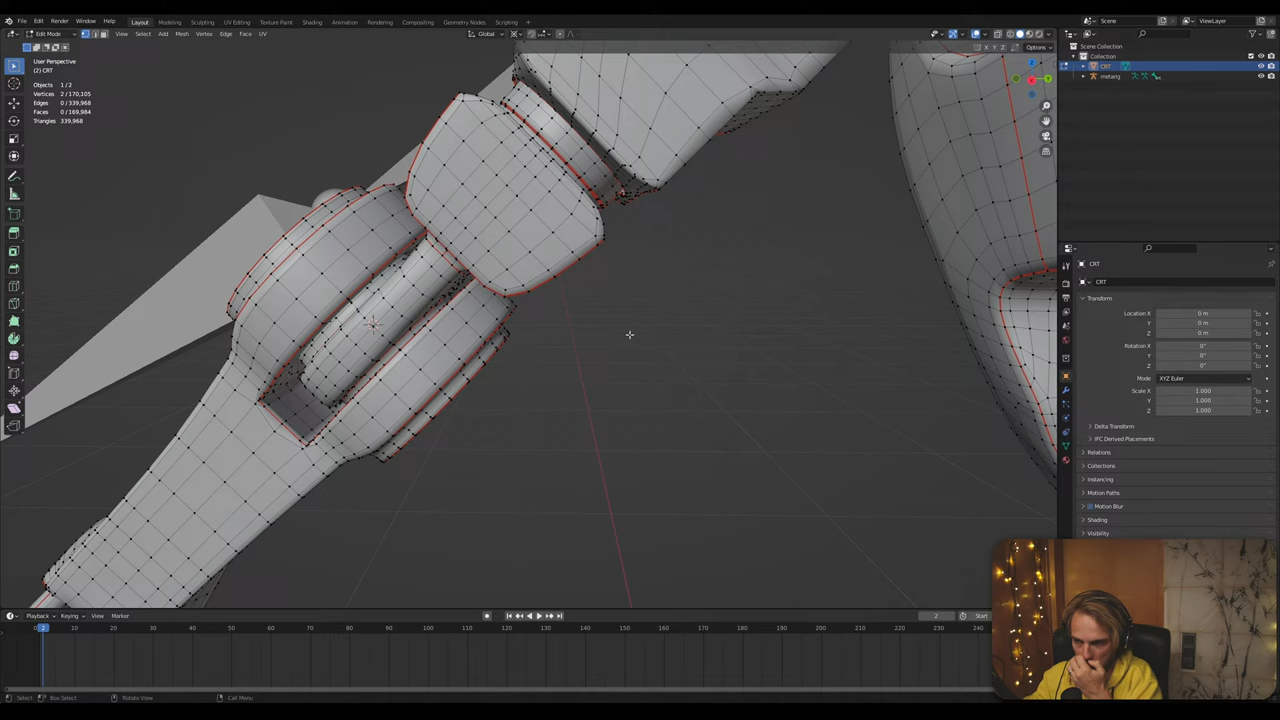 File Edit Render Window Help Layout Modeling Sculpting UV Editing Texture Paint Shading Animation Rendering Compositing Geometry Nodes Scripting + Scene ViewLayer
Edit Mode View Select Add Mesh Vertex Edge Face UV Global
X Y Z Options
User Perspective
(2) CRT
Objects 1/2
Vertices 2 / 170,105
Edges 0 / 339,968
Faces 0 / 169,984
Triangles 339,968
Scene Collection
Collection
CRT
metarig
CRT
CRT
Transform
Location X 0 m
Y 0 m
Z 0 m
Rotation X 0°
Y 0°
Z 0°
Mode XYZ Euler
Scale X 1.000
Y 1.000
Z 1.000
Delta Transform
IFC Derived Placements
Relations
Collections
Instancing
Motion Paths
Motion Blur
Shading
Visibility
Playback Keying View Marker 2 Start
0 2 10 20 30 40 50 60 70 80 90 100 110 120 130 140 150 160 170 180 190 200 210 220 230 240
Select Box Select Rotate View Call Menu